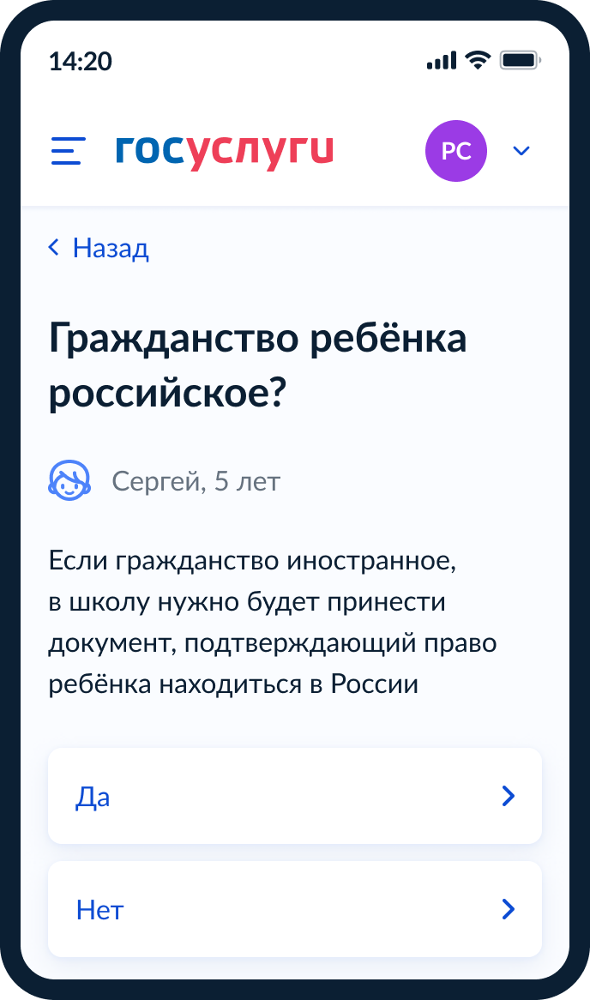 14:20
госуслуги
РС
Назад
Гражданство ребёнка
российское?
Сергей, 5 лет
Если гражданство иностранное,
в школу нужно будет принести
документ, подтверждающий право
ребёнка находиться в России
Да
Нет